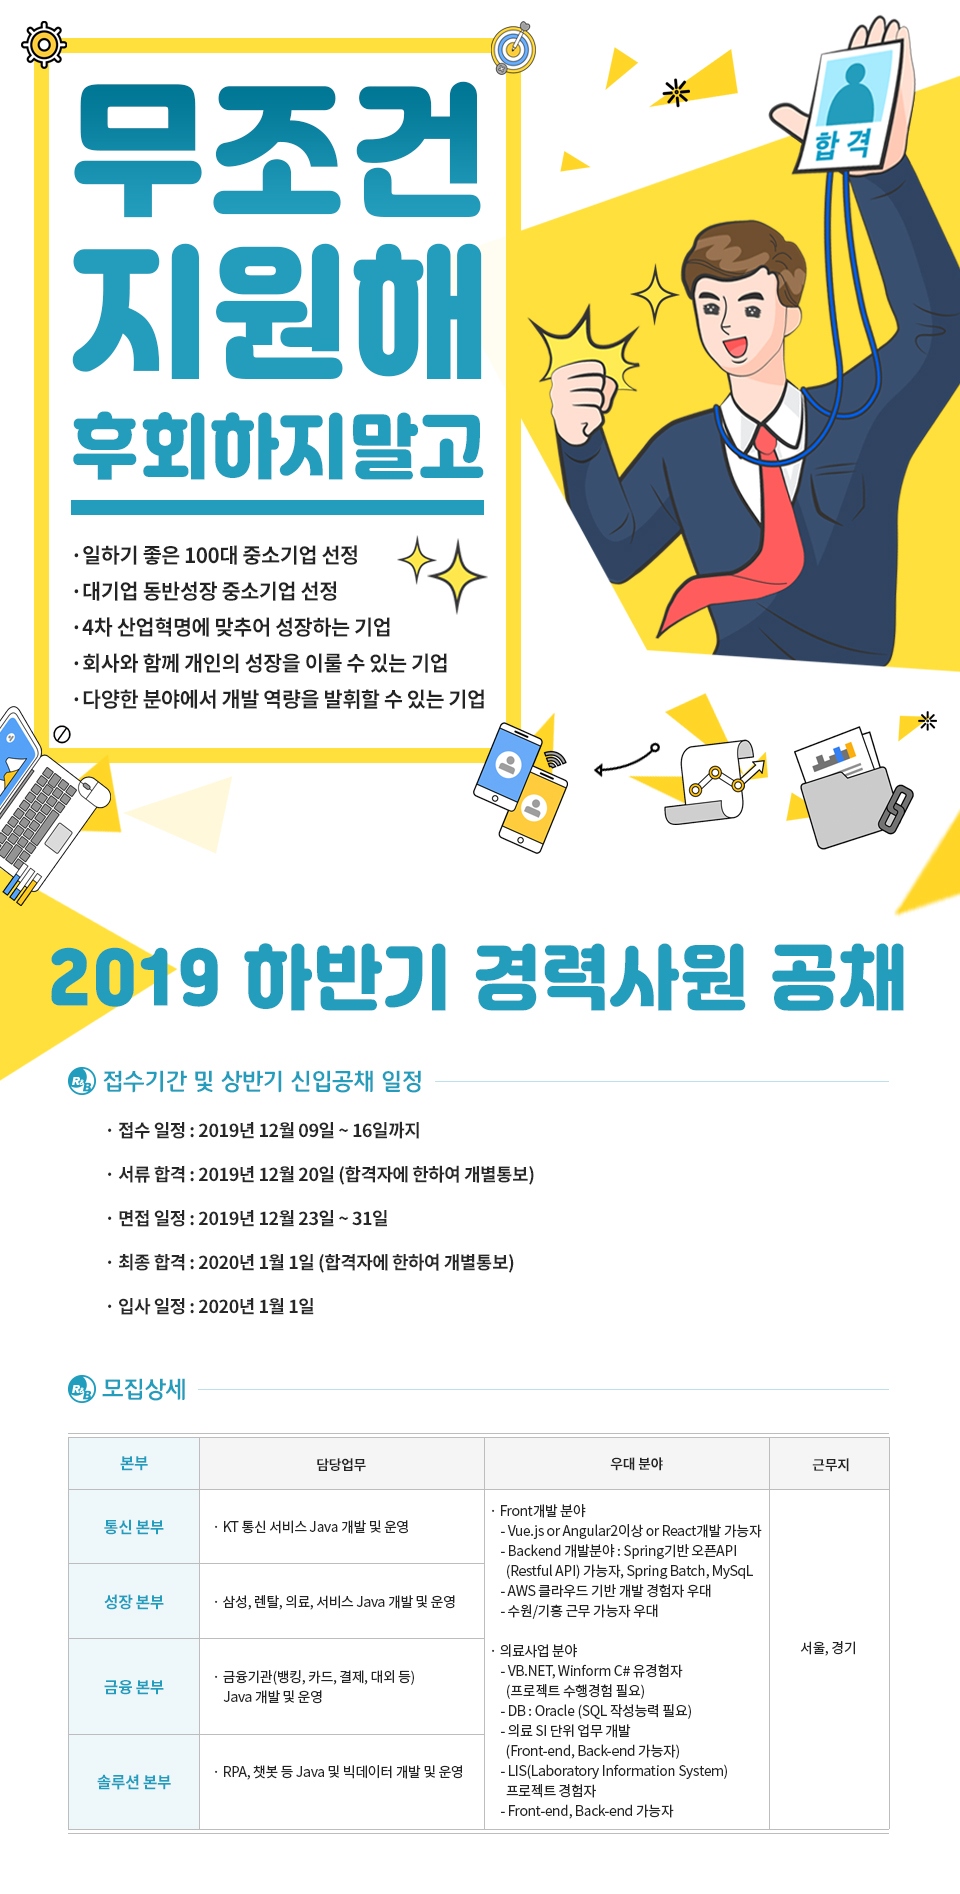 합격
무조건
지원해
후회하지말고
· 일하기 좋은 100대 중소기업 선정
· 대기업 동반성장 중소기업 선정
· 4차 산업혁명에 맞추어 성장하는 기업
· 회사와 함께 개인의 성장을 이룰 수 있는 기업
· 다양한 분야에서 개발 역량을 발휘할 수 있는 기업
2019 하반기 경력사원 공채
R&B 접수기간 및 상반기 신입공채 일정
· 접수 일정 : 2019년 12월 09일 ~ 16일까지
· 서류 합격 : 2019년 12월 20일 (합격자에 한하여 개별통보)
· 면접 일정 : 2019년 12월 23일 ~ 31일
· 최종 합격 : 2020년 1월 1일 (합격자에 한하여 개별통보)
· 입사 일정 : 2020년 1월 1일
R&B 모집상세
본부 담당업무 우대 분야 근무지
통신 본부
· KT 통신 서비스 Java 개발 및 운영
성장 본부
· 삼성, 렌탈, 의료, 서비스 Java 개발 및 운영
금융 본부
· 금융기관(뱅킹, 카드, 결제, 대외 등)
Java 개발 및 운영
솔루션 본부
· RPA, 챗봇 등 Java 및 빅데이터 개발 및 운영
· Front개발 분야
- Vue.js or Angular2이상 or React개발 가능자
- Backend 개발분야 : Spring기반 오픈API
(Restful API) 가능자, Spring Batch, MySqL
- AWS 클라우드 기반 개발 경험자 우대
- 수원/기흥 근무 가능자 우대
· 의료사업 분야
- VB.NET, Winform C# 유경험자
(프로젝트 수행경험 필요)
- DB : Oracle (SQL 작성능력 필요)
- 의료 SI 단위 업무 개발
(Front-end, Back-end 가능자)
- LIS(Laboratory Information System)
프로젝트 경험자
- Front-end, Back-end 가능자
서울, 경기